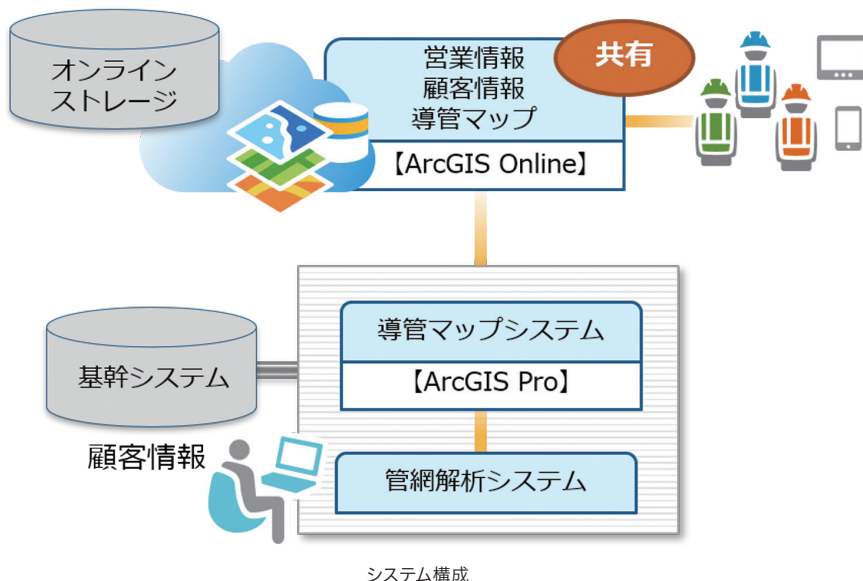 オンライン
ストレージ
営業情報
顧客情報
導管マップ
共有
【ArcGIS Online】
導管マップシステム
【ArcGIS Pro】
基幹システム
顧客情報
管網解析システム
システム構成